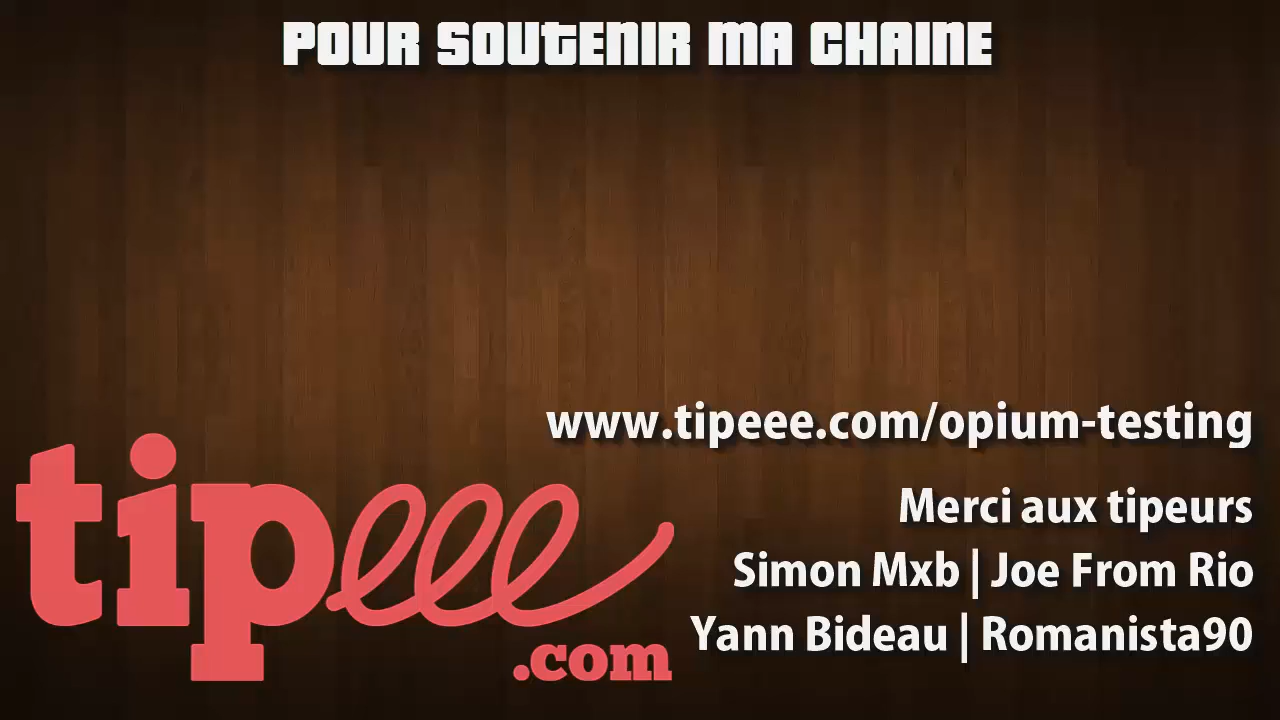 POUR SOUTENIR MA CHAINE
www.tipeee.com/opium-testing
Merci aux tipeurs
Simon Mxb | Joe From Rio
Yann Bideau | Romanista90
tipeee
.com